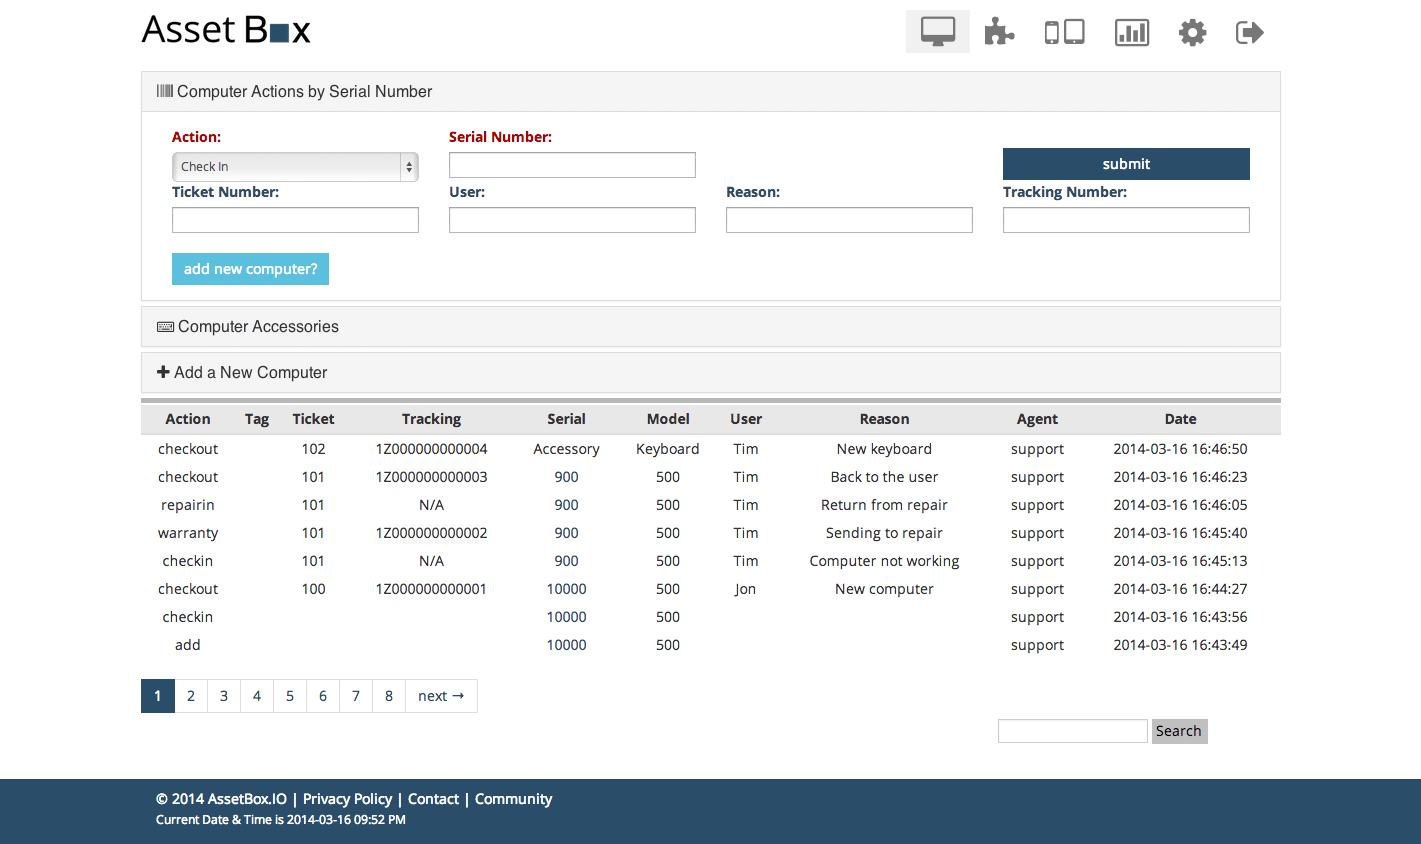 Asset Box
Computer Actions by Serial Number
Action: Serial Number:
Check In submit
Ticket Number: User: Reason: Tracking Number:
add new computer?
Computer Accessories
Add a New Computer
Action Tag Ticket Tracking Serial Model User Reason Agent Date
checkout 102 1Z000000000004 Accessory Keyboard Tim New keyboard support 2014-03-16 16:46:50
checkout 101 1Z000000000003 900 500 Tim Back to the user support 2014-03-16 16:46:23
repairin 101 N/A 900 500 Tim Return from repair support 2014-03-16 16:46:05
warranty 101 1Z000000000002 900 500 Tim Sending to repair support 2014-03-16 16:45:40
checkin 101 N/A 900 500 Tim Computer not working support 2014-03-16 16:45:13
checkout 100 1Z000000000001 10000 500 Jon New computer support 2014-03-16 16:44:27
checkin 10000 500 support 2014-03-16 16:43:56
add 10000 500 support 2014-03-16 16:43:49
1 2 3 4 5 6 7 8 next →
Search
© 2014 AssetBox.IO | Privacy Policy | Contact | Community
Current Date & Time is 2014-03-16 09:52 PM